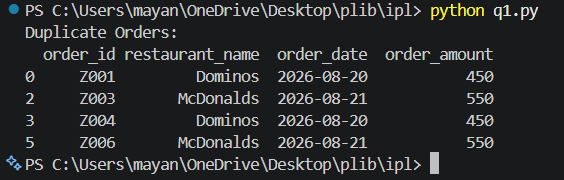 PS C:\Users\mayan\OneDrive\Desktop\plib\ipl> python q1.py
Duplicate Orders:
  order_id restaurant_name  order_date  order_amount
0     Z001         Dominos  2026-08-20           450
2     Z003       McDonalds  2026-08-21           550
3     Z004         Dominos  2026-08-20           450
5     Z006       McDonalds  2026-08-21           550
PS C:\Users\mayan\OneDrive\Desktop\plib\ipl>